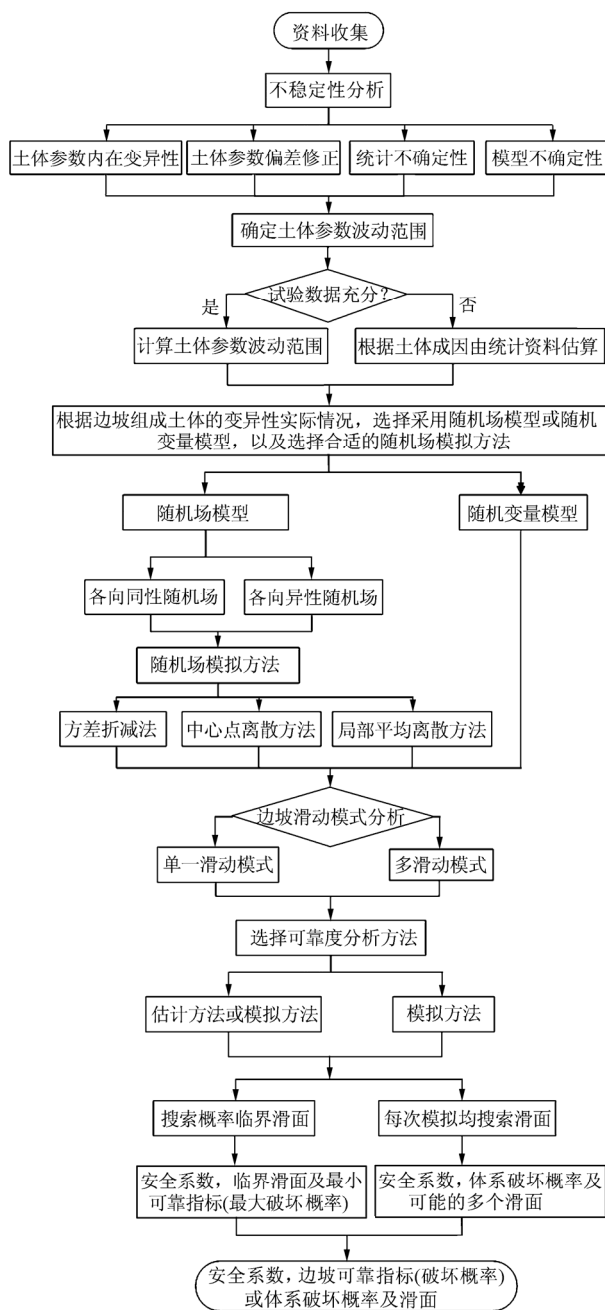 资料收集
不稳定性分析
土体参数内在变异性
土体参数偏差修正
统计不确定性
模型不确定性
确定土体参数波动范围
试验数据充分?
是
否
计算土体参数波动范围
根据土体成因由统计资料估算
根据边坡组成土体的变异性实际情况，选择采用随机场模型或随机
变量模型，以及选择合适的随机场模拟方法
随机场模型
随机变量模型
各向同性随机场
各向异性随机场
随机场模拟方法
方差折减法
中心点离散方法
局部平均离散方法
边坡滑动模式分析
单一滑动模式
多滑动模式
选择可靠度分析方法
估计方法或模拟方法
模拟方法
搜索概率临界滑面
每次模拟均搜索滑面
安全系数，临界滑面及最小
可靠指标(最大破坏概率)
安全系数，体系破坏概率及
可能的多个滑面
安全系数，边坡可靠指标(破坏概率)
或体系破坏概率及滑面